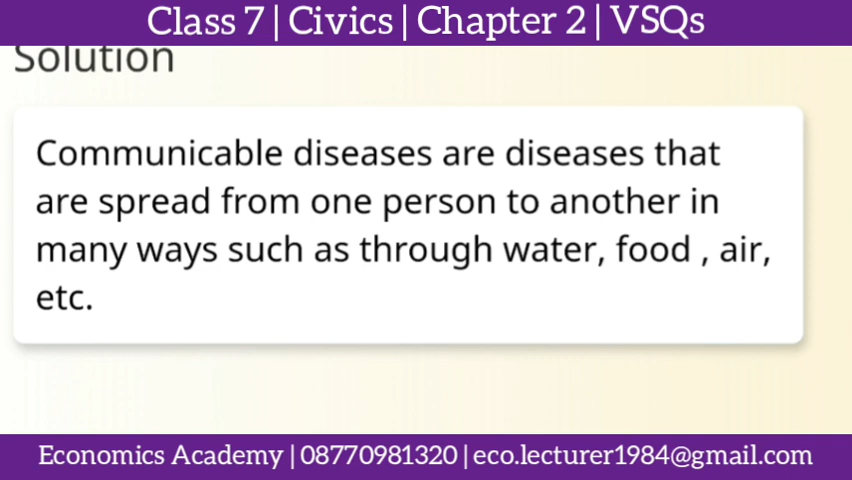 Class 7 | Civics | Chapter 2 | VSQs
Solution
Communicable diseases are diseases that
are spread from one person to another in
many ways such as through water, food , air,
etc.
Economics Academy | 08770981320 | eco.lecturer1984@gmail.com